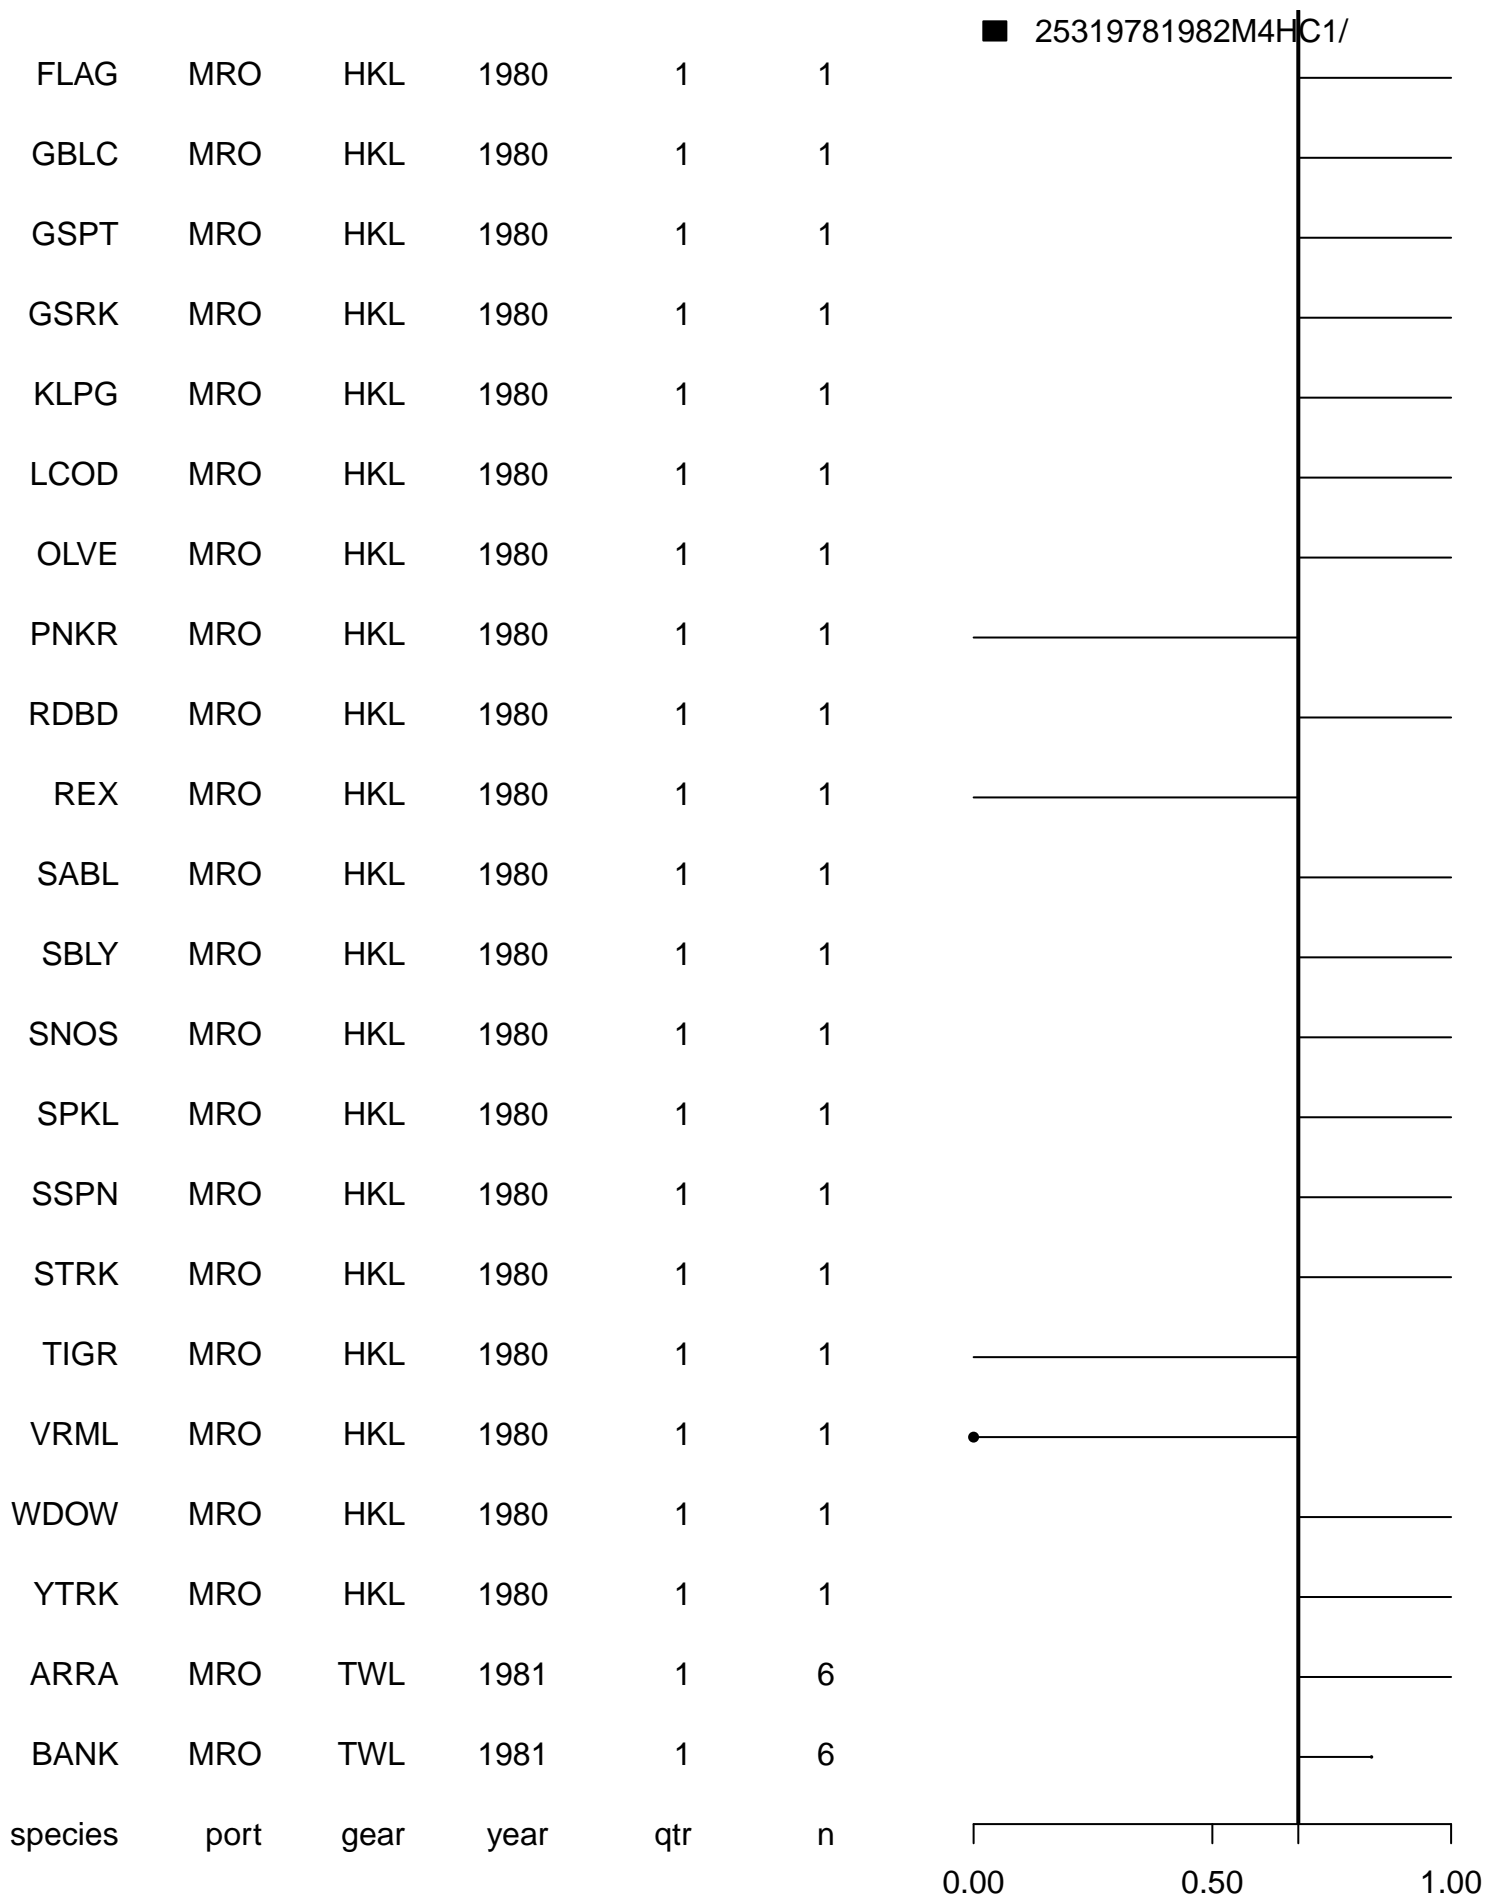 25319781982M4HC1/
FLAG MRO HKL 1980 1 1
GBLC MRO HKL 1980 1 1
GSPT MRO HKL 1980 1 1
GSRK MRO HKL 1980 1 1
KLPG MRO HKL 1980 1 1
LCOD MRO HKL 1980 1 1
OLVE MRO HKL 1980 1 1
PNKR MRO HKL 1980 1 1
RDBD MRO HKL 1980 1 1
REX MRO HKL 1980 1 1
SABL MRO HKL 1980 1 1
SBLY MRO HKL 1980 1 1
SNOS MRO HKL 1980 1 1
SPKL MRO HKL 1980 1 1
SSPN MRO HKL 1980 1 1
STRK MRO HKL 1980 1 1
TIGR MRO HKL 1980 1 1
VRML MRO HKL 1980 1 1
WDOW MRO HKL 1980 1 1
YTRK MRO HKL 1980 1 1
ARRA MRO TWL 1981 1 6
BANK MRO TWL 1981 1 6
species port gear year qtr n
0.00 0.50 1.00